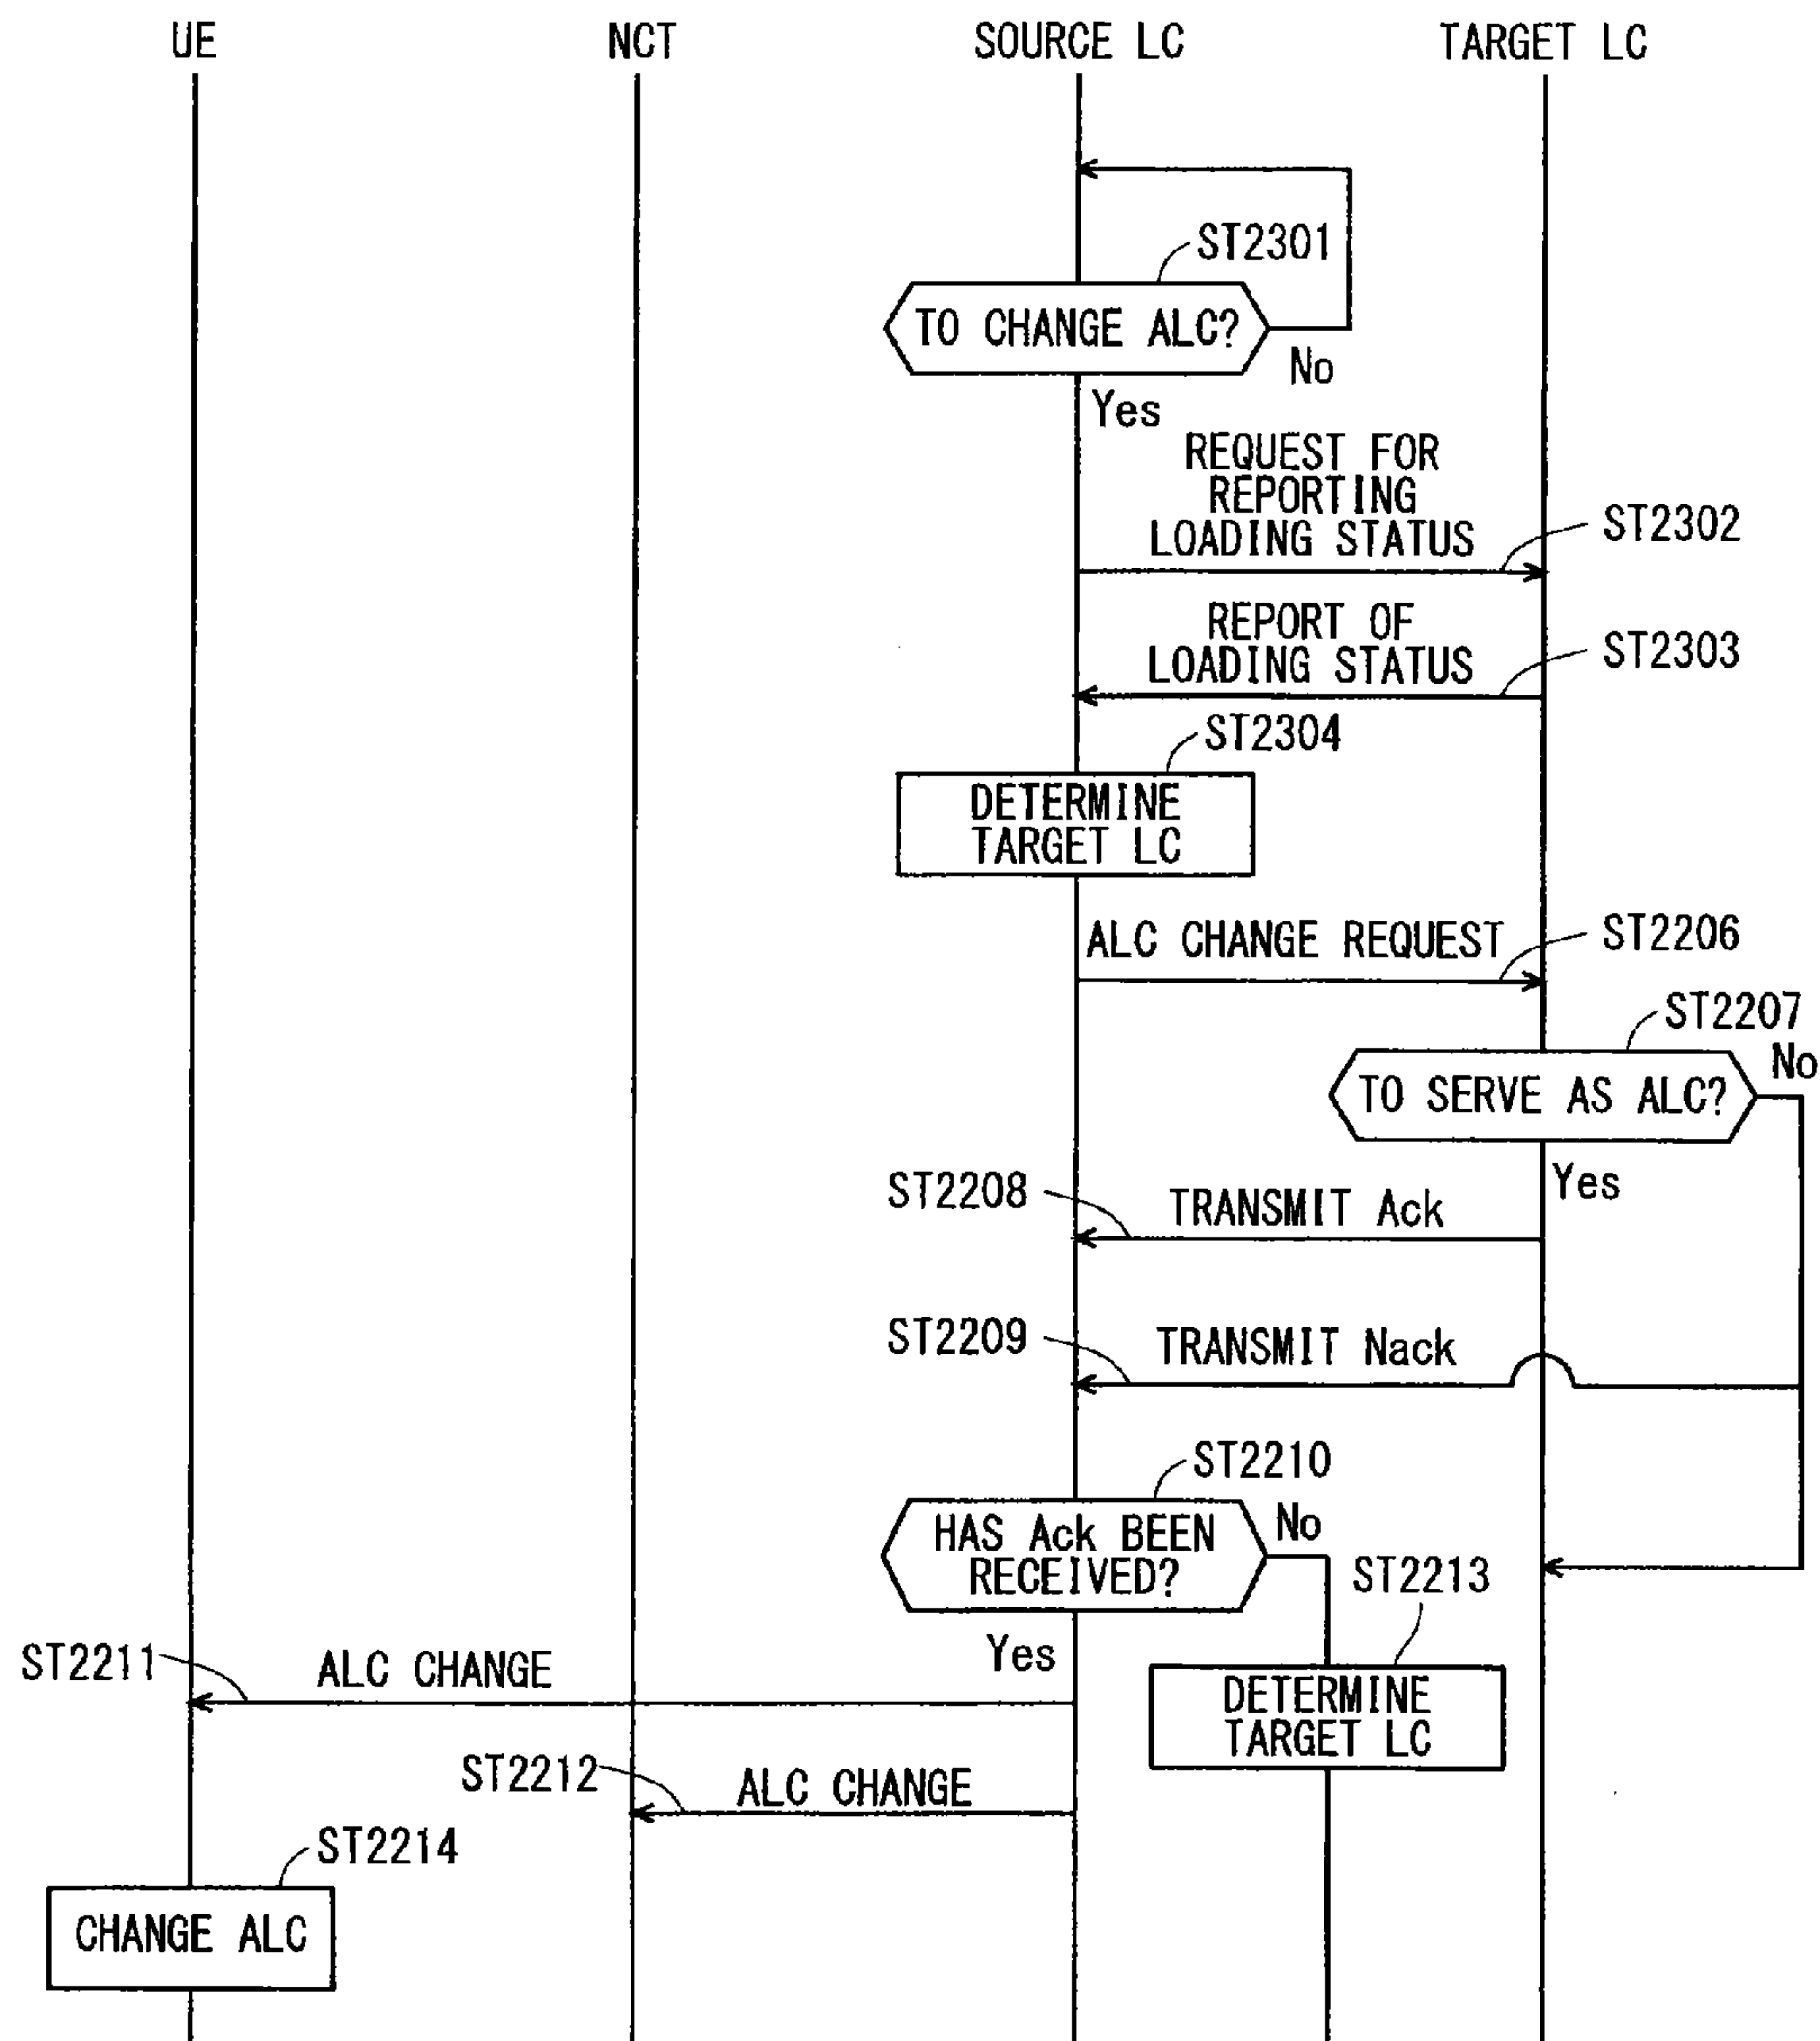 UE
NCT
SOURCE LC
TARGET LC
ST2301
TO CHANGE ALC?
No
Yes
REQUEST FOR
REPORTING
LOADING STATUS
ST2302
REPORT OF
LOADING STATUS
ST2303
ST2304
DETERMINE
TARGET LC
ALC CHANGE REQUEST
ST2206
ST2207
No
TO SERVE AS ALC?
Yes
ST2208
TRANSMIT Ack
ST2209
TRANSMIT Nack
ST2210
HAS Ack BEEN
RECEIVED?
No
ST2213
Yes
ST2211
ALC CHANGE
DETERMINE
TARGET LC
ST2212
ALC CHANGE
ST2214
CHANGE ALC